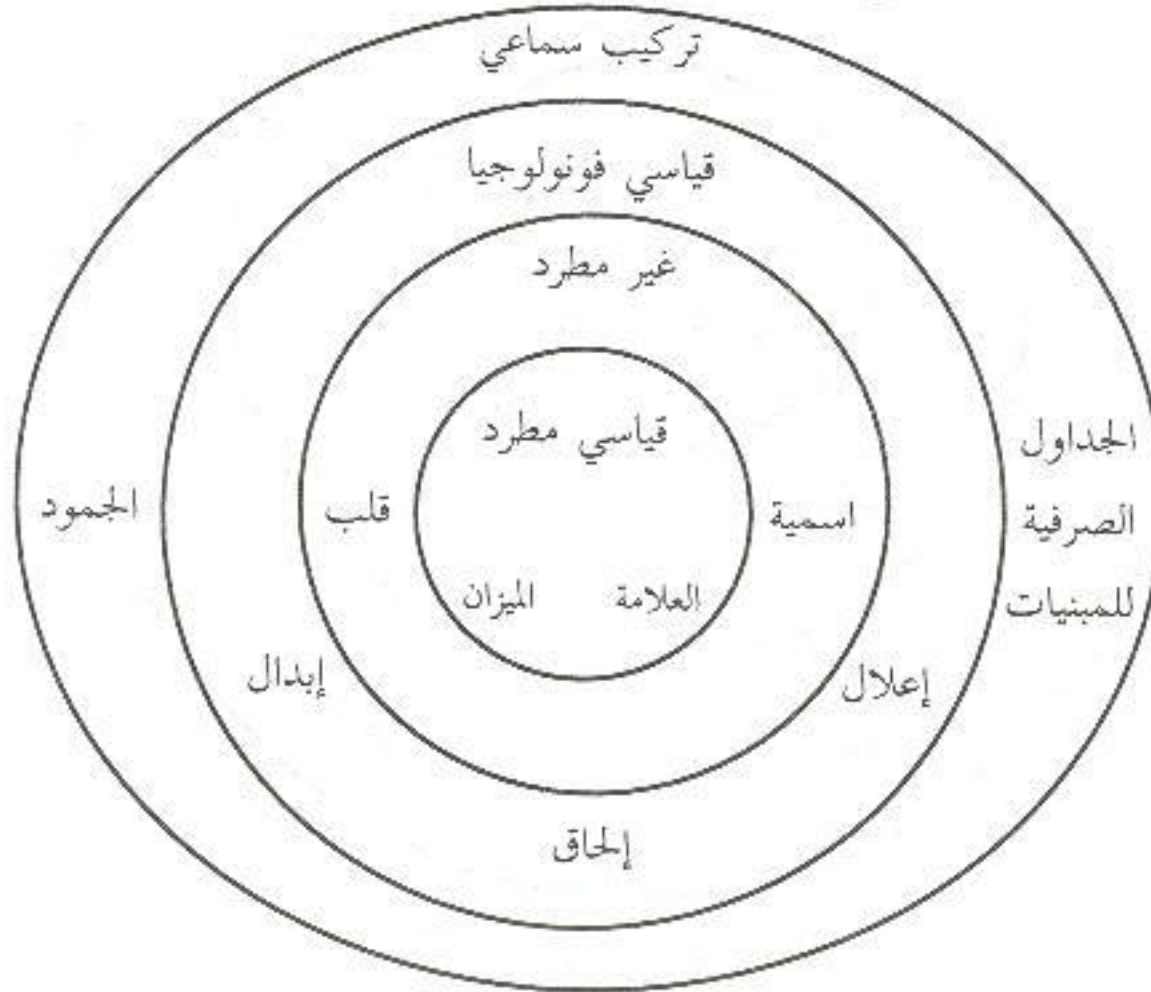 تركيب سماعي
قياسي فونولوجيا
غير مطرد
قياسي مطرد
الجداول
الصرفية
للمبنيات
اسمية
قلب
الجمود
العلامة
الميزان
إعلال
إبدال
إلحاق